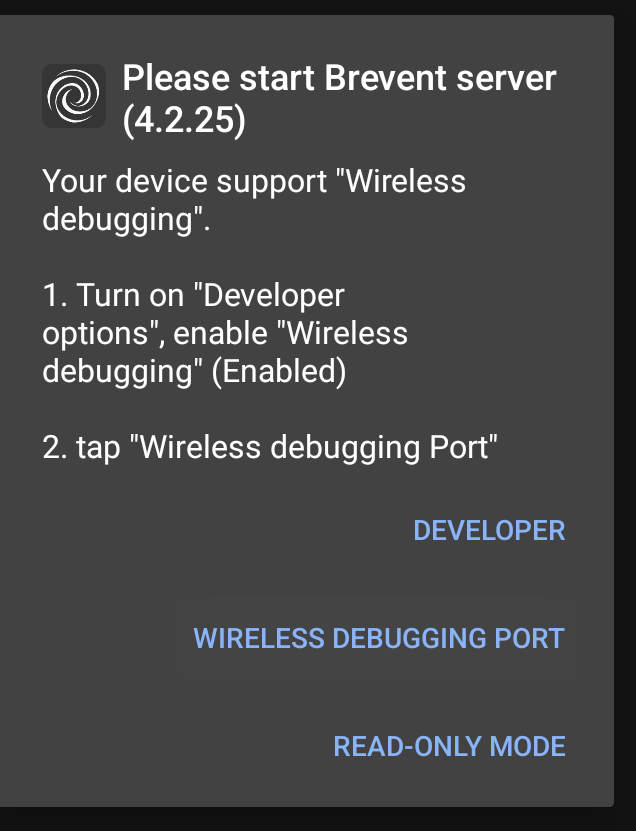 Please start Brevent server
(4.2.25)
Your device support "Wireless
debugging".
1. Turn on "Developer
options", enable "Wireless
debugging" (Enabled)
2. tap "Wireless debugging Port"
DEVELOPER
WIRELESS DEBUGGING PORT
READ-ONLY MODE